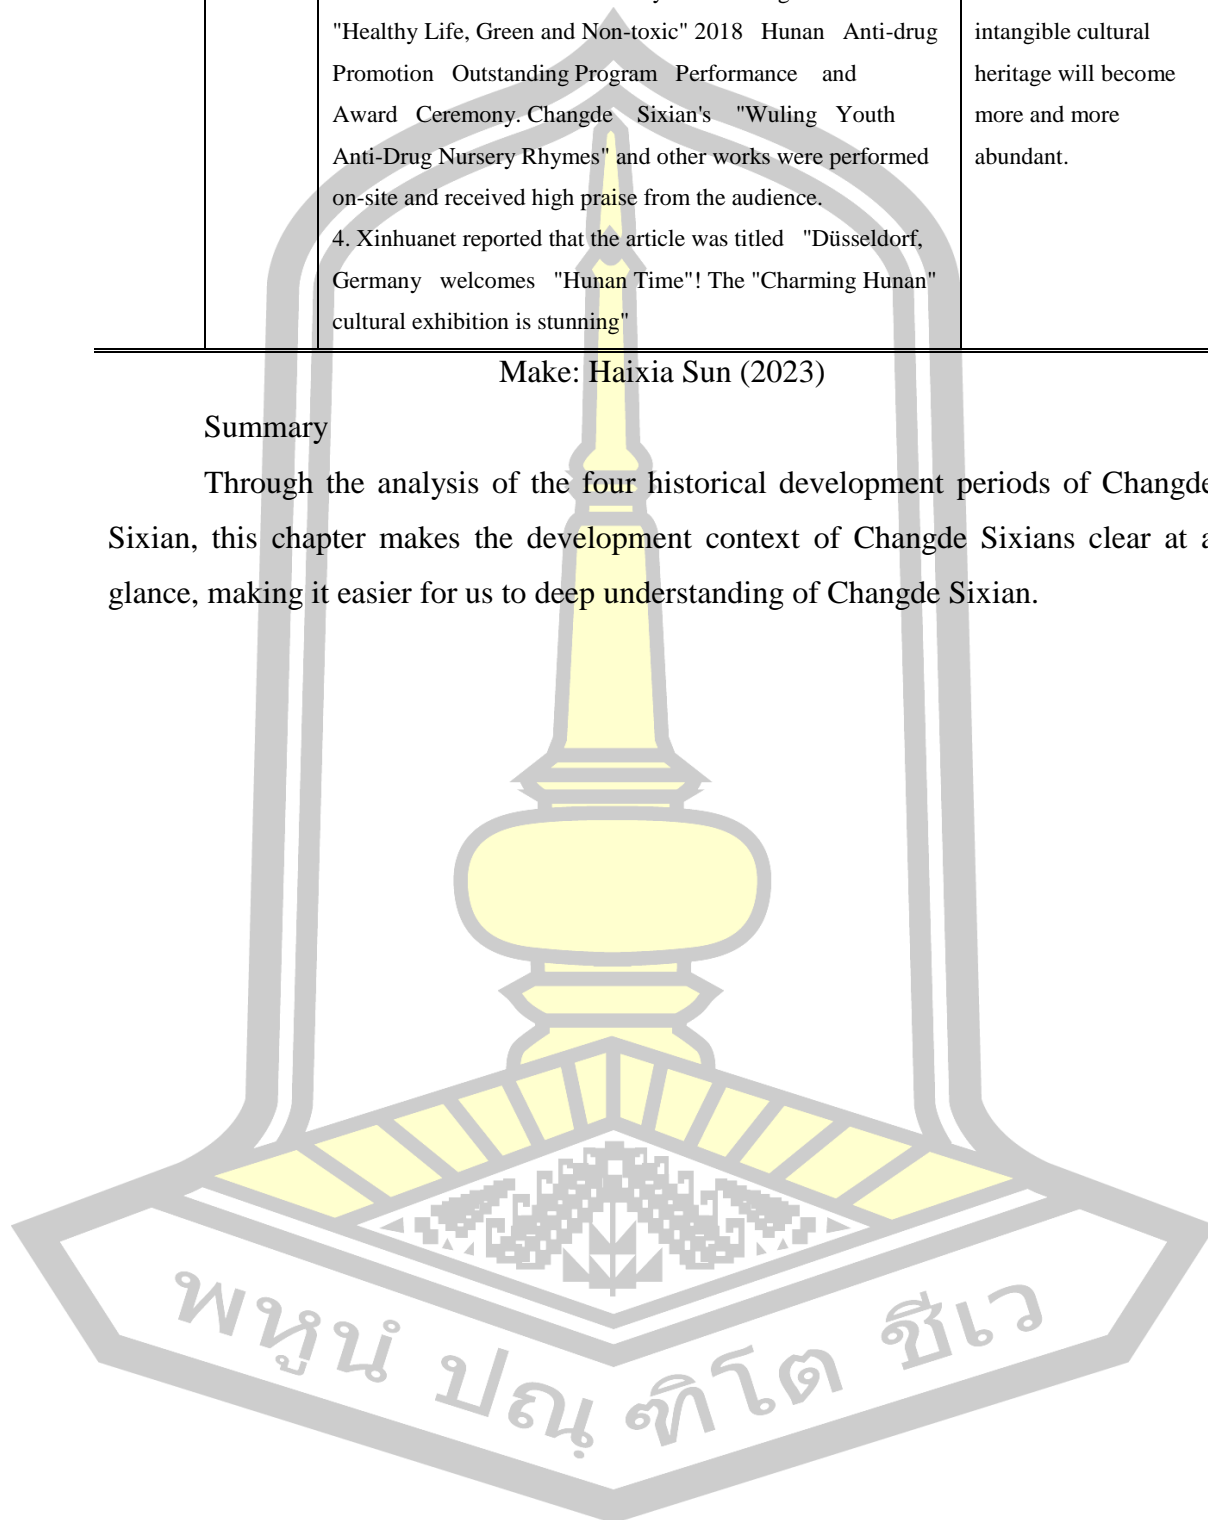 "Healthy Life, Green and Non-toxic" 2018 Hunan Anti-drug
Promotion Outstanding Program Performance and
Award Ceremony. Changde Sixian's "Wuling Youth
Anti-Drug Nursery Rhymes" and other works were performed
on-site and received high praise from the audience.
4. Xinhuanet reported that the article was titled "Düsseldorf,
Germany welcomes "Hunan Time"! The "Charming Hunan"
cultural exhibition is stunning"
intangible cultural
heritage will become
more and more
abundant.
Make: Haixia Sun (2023)
Summary
Through the analysis of the four historical development periods of Changde
Sixian, this chapter makes the development context of Changde Sixians clear at a
glance, making it easier for us to deep understanding of Changde Sixian.
พหูนํ ปณฺฑิโต ชีเว